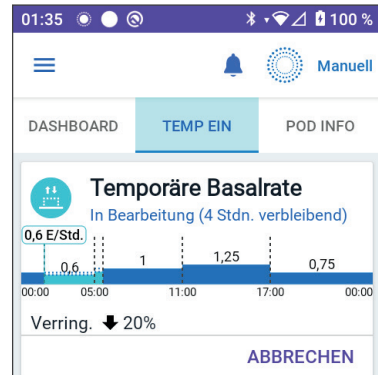 01:35 100 %
Manuell
DASHBOARD TEMP EIN POD INFO
Temporäre Basalrate
In Bearbeitung (4 Stdn. verbleibend)
0,6 E/Std.
0,6 1 1,25 0,75
00:00 05:00 11:00 17:00 00:00
Verring. 20%
ABBRECHEN